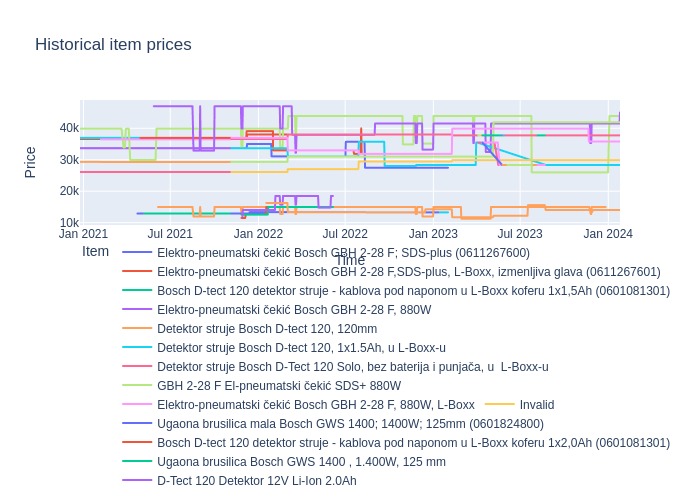 Historical item prices
40k
30k
20k
10k
Price
Jan 2021 Jul 2021 Jan 2022 Jul 2022 Jan 2023 Jul 2023 Jan 2024
Time
Item
Elektro-pneumatski čekić Bosch GBH 2-28 F; SDS-plus (0611267600)
Elektro-pneumatski čekić Bosch GBH 2-28 F,SDS-plus, L-Boxx, izmenljiva glava (0611267601)
Bosch D-tect 120 detektor struje - kablova pod naponom u L-Boxx koferu 1x1,5Ah (0601081301)
Elektro-pneumatski čekić Bosch GBH 2-28 F, 880W
Detektor struje Bosch D-tect 120, 120mm
Detektor struje Bosch D-tect 120, 1x1.5Ah, u L-Boxx-u
Detektor struje Bosch D-Tect 120 Solo, bez baterija i punjača, u L-Boxx-u
GBH 2-28 F El-pneumatski čekić SDS+ 880W
Elektro-pneumatski čekić Bosch GBH 2-28 F, 880W, L-Boxx Invalid
Ugaona brusilica mala Bosch GWS 1400; 1400W; 125mm (0601824800)
Bosch D-tect 120 detektor struje - kablova pod naponom u L-Boxx koferu 1x2,0Ah (0601081301)
Ugaona brusilica Bosch GWS 1400 , 1.400W, 125 mm
D-Tect 120 Detektor 12V Li-Ion 2.0Ah